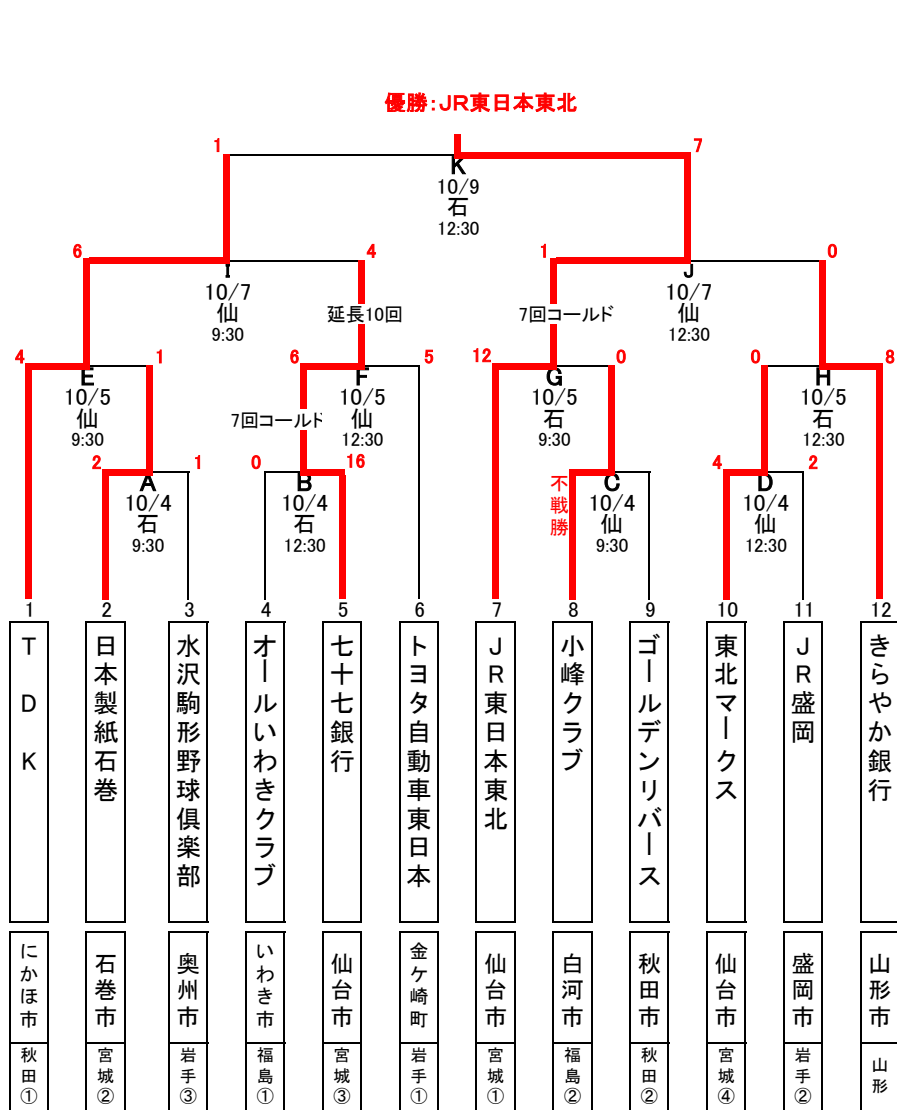 優勝:JR東日本東北
1
7
K
10/9
石
12:30
6
4
1
0
I
10/7
仙
9:30
J
10/7
仙
12:30
延長10回
7回コールド
4
1
6
5
12
0
0
8
E
10/5
仙
9:30
F
10/5
仙
12:30
G
10/5
石
9:30
H
10/5
石
12:30
7回コールド
2
1
0
16
4
2
A
10/4
石
9:30
B
10/4
石
12:30
不戦勝
C
10/4
仙
9:30
D
10/4
仙
12:30
1
2
3
4
5
6
7
8
9
10
11
12
TDK
日本製紙石巻
水沢駒形野球倶楽部
オールいわきクラブ
七十七銀行
トヨタ自動車東日本
JR東日本東北
小峰クラブ
ゴールデンリバース
東北マークス
JR盛岡
きらやか銀行
にかほ市
石巻市
奥州市
いわき市
仙台市
金ケ崎町
仙台市
白河市
秋田市
仙台市
盛岡市
山形市
秋田①
宮城②
岩手③
福島①
宮城③
岩手①
宮城①
福島②
秋田②
宮城④
岩手②
山形